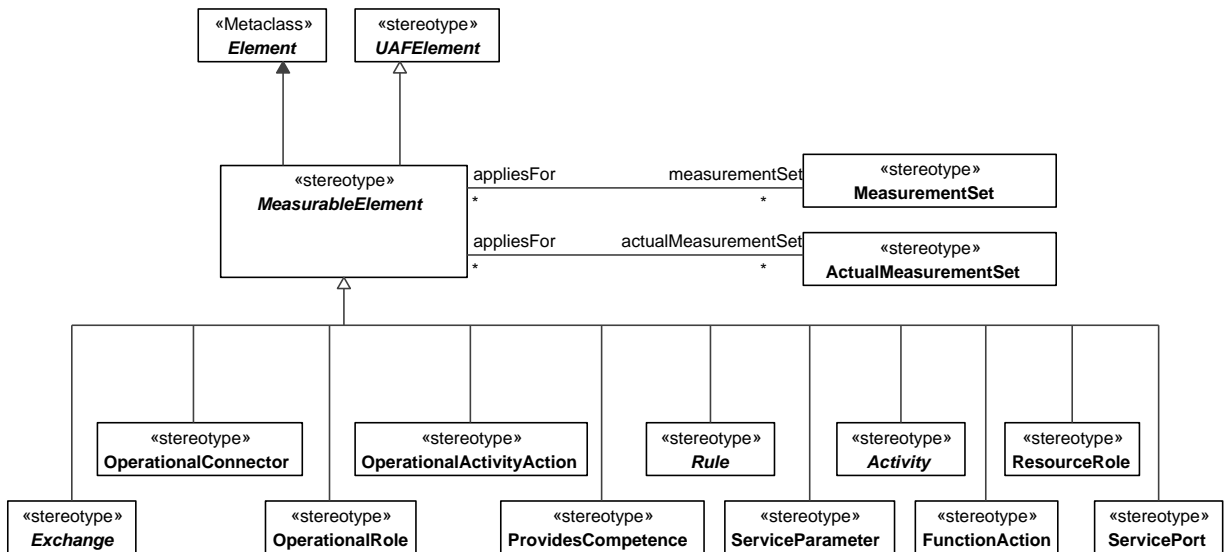 «Metaclass»
Element
«stereotype»
UAFElement
«stereotype»
MeasurableElement
appliesFor
measurementSet
*
*
«stereotype»
MeasurementSet
appliesFor
actualMeasurementSet
*
*
«stereotype»
ActualMeasurementSet
«stereotype»
OperationalConnector
«stereotype»
OperationalActivityAction
«stereotype»
Rule
«stereotype»
Activity
«stereotype»
ResourceRole
«stereotype»
Exchange
«stereotype»
OperationalRole
«stereotype»
ProvidesCompetence
«stereotype»
ServiceParameter
«stereotype»
FunctionAction
«stereotype»
ServicePort